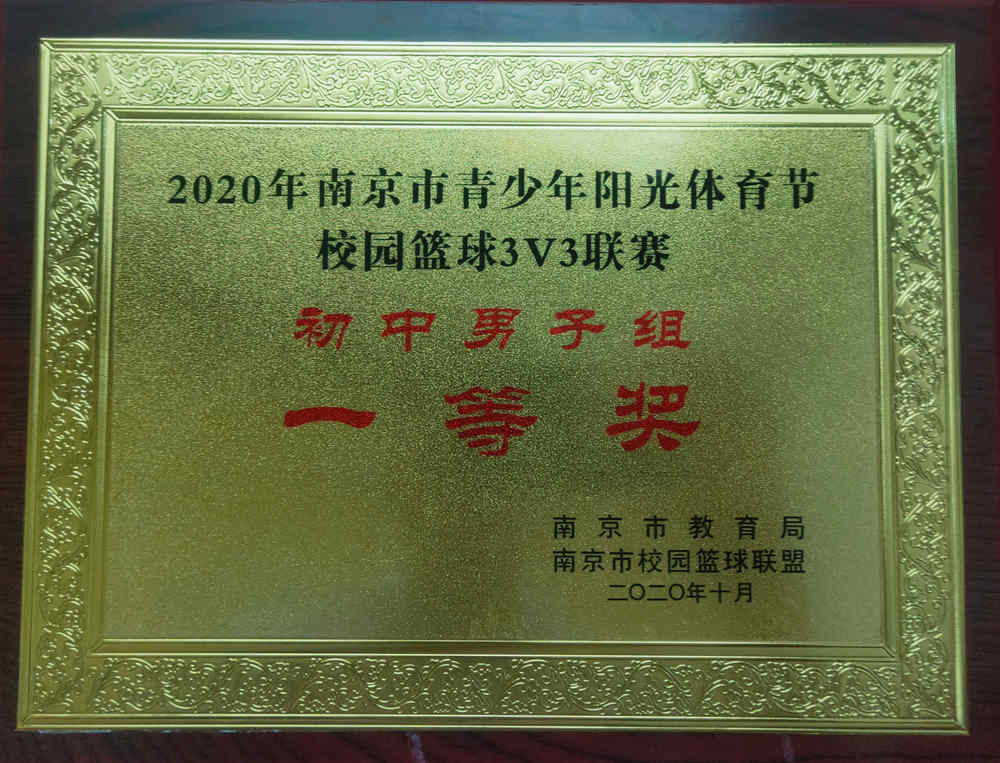 2020年南京市青少年阳光体育节
校园篮球3V3联赛
初中男子组
一等奖
南京市教育局
南京市校园篮球联盟
二〇二〇年十月